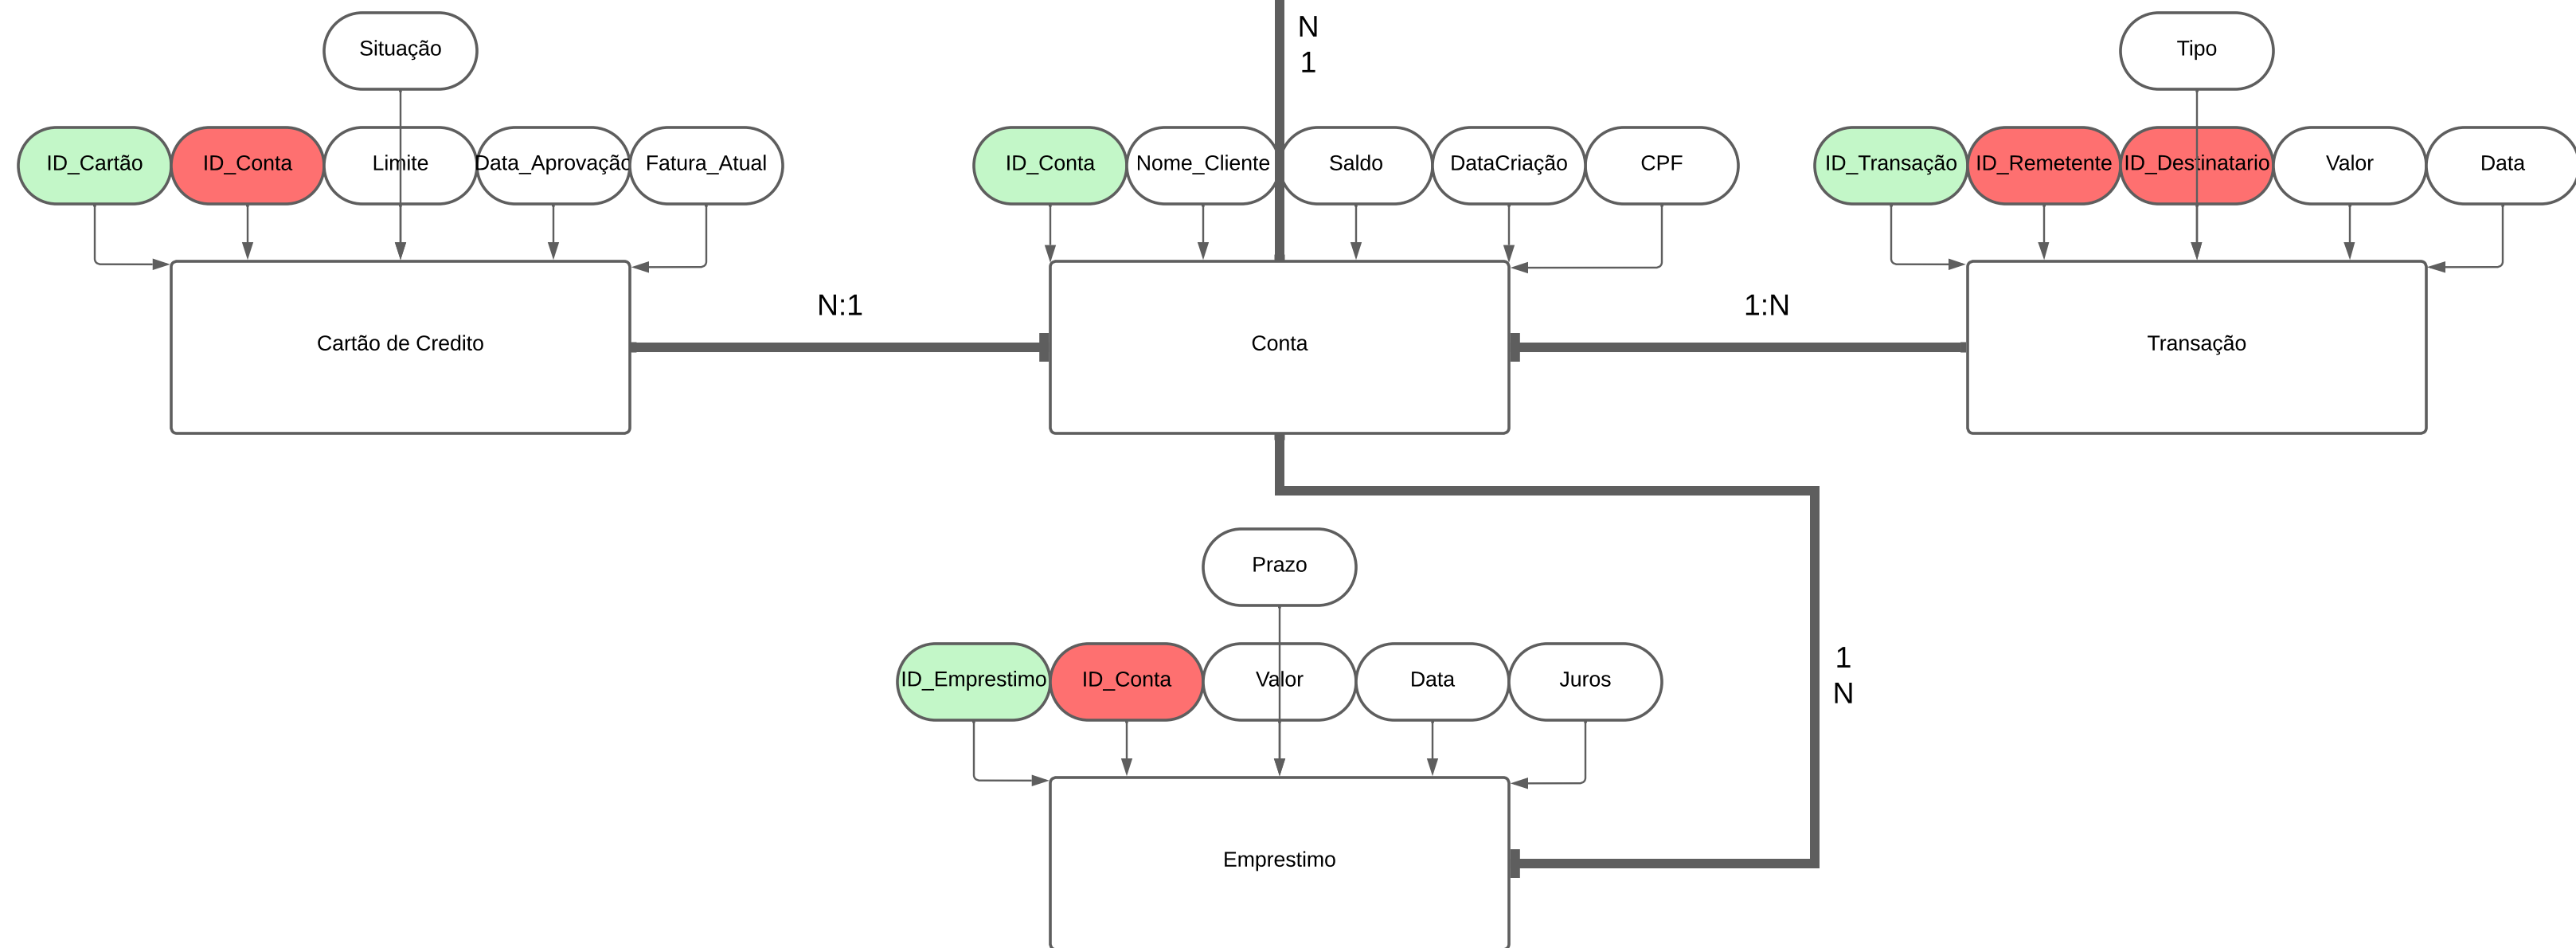 N
1
Situação
Tipo
ID_Cartão
ID_Conta
Limite
Data_Aprovação
Fatura_Atual
ID_Conta
Nome_Cliente
Saldo
DataCriação
CPF
ID_Transação
ID_Remetente
ID_Destinatario
Valor
Data
N:1
1:N
Cartão de Credito
Conta
Transação
Prazo
1
N
ID_Emprestimo
ID_Conta
Valor
Data
Juros
Emprestimo